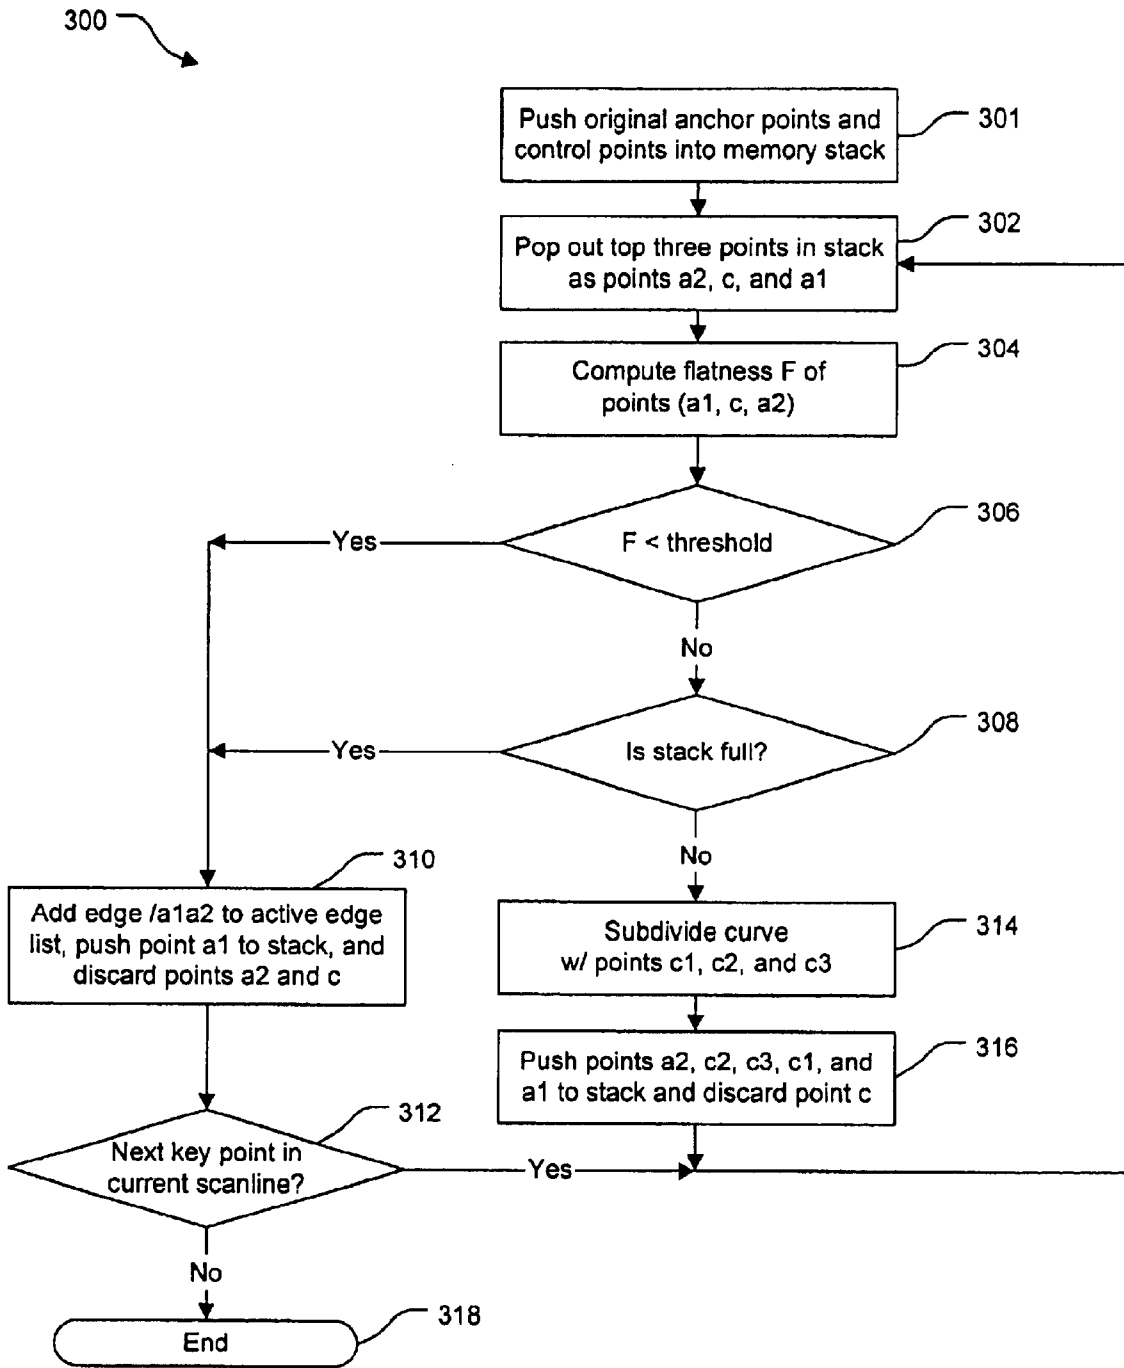 300
Push original anchor points and
control points into memory stack
301
Pop out top three points in stack
as points a2, c, and a1
302
Compute flatness F of
points (a1, c, a2)
304
F < threshold
306
Yes
No
Is stack full?
308
Yes
No
Add edge /a1a2 to active edge
list, push point a1 to stack, and
discard points a2 and c
310
Subdivide curve
w/ points c1, c2, and c3
314
Push points a2, c2, c3, c1, and
a1 to stack and discard point c
316
Next key point in
current scanline?
312
Yes
No
End
318